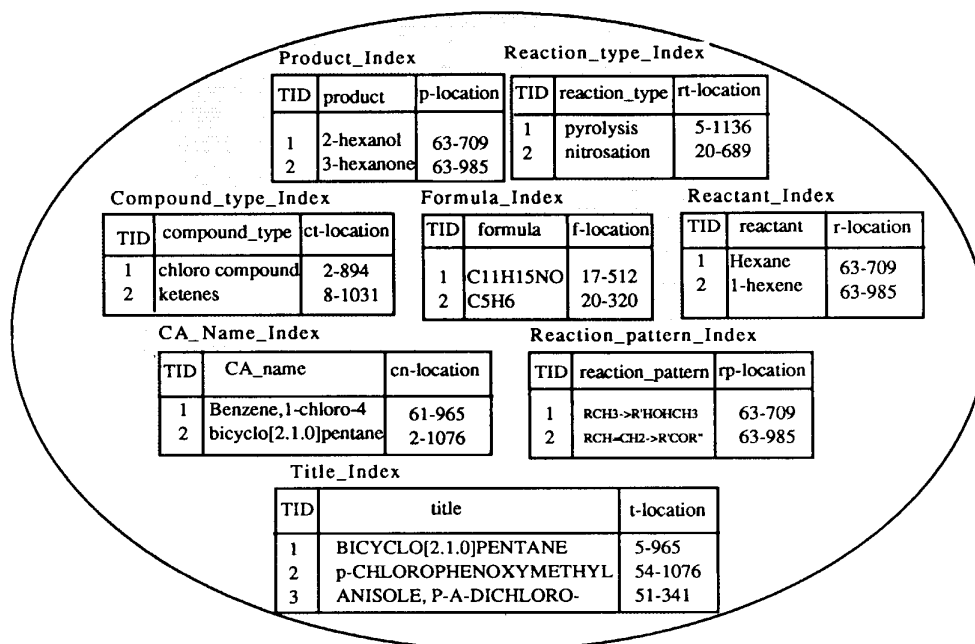 Product_Index
TID product p-location
1 2-hexanol 63-709
2 3-hexanone 63-985
Reaction_type_Index
TID reaction_type rt-location
1 pyrolysis 5-1136
2 nitrosation 20-689
Compound_type_Index
TID compound_type ct-location
1 chloro compound 2-894
2 ketenes 8-1031
Formula_Index
TID formula f-location
1 C11H15NO 17-512
2 C5H6 20-320
Reactant_Index
TID reactant r-location
1 Hexane 63-709
2 1-hexene 63-985
CA_Name_Index
TID CA_name cn-location
1 Benzene,1-chloro-4 61-965
2 bicyclo[2.1.0]pentane 2-1076
Reaction_pattern_Index
TID reaction_pattern rp-location
1 RCH3->R'HOHCH3 63-709
2 RCH=CH2->R'COR" 63-985
Title_Index
TID title t-location
1 BICYCLO[2.1.0]PENTANE 5-965
2 p-CHLOROPHENOXYMETHYL 54-1076
3 ANISOLE, P-A-DICHLORO- 51-341